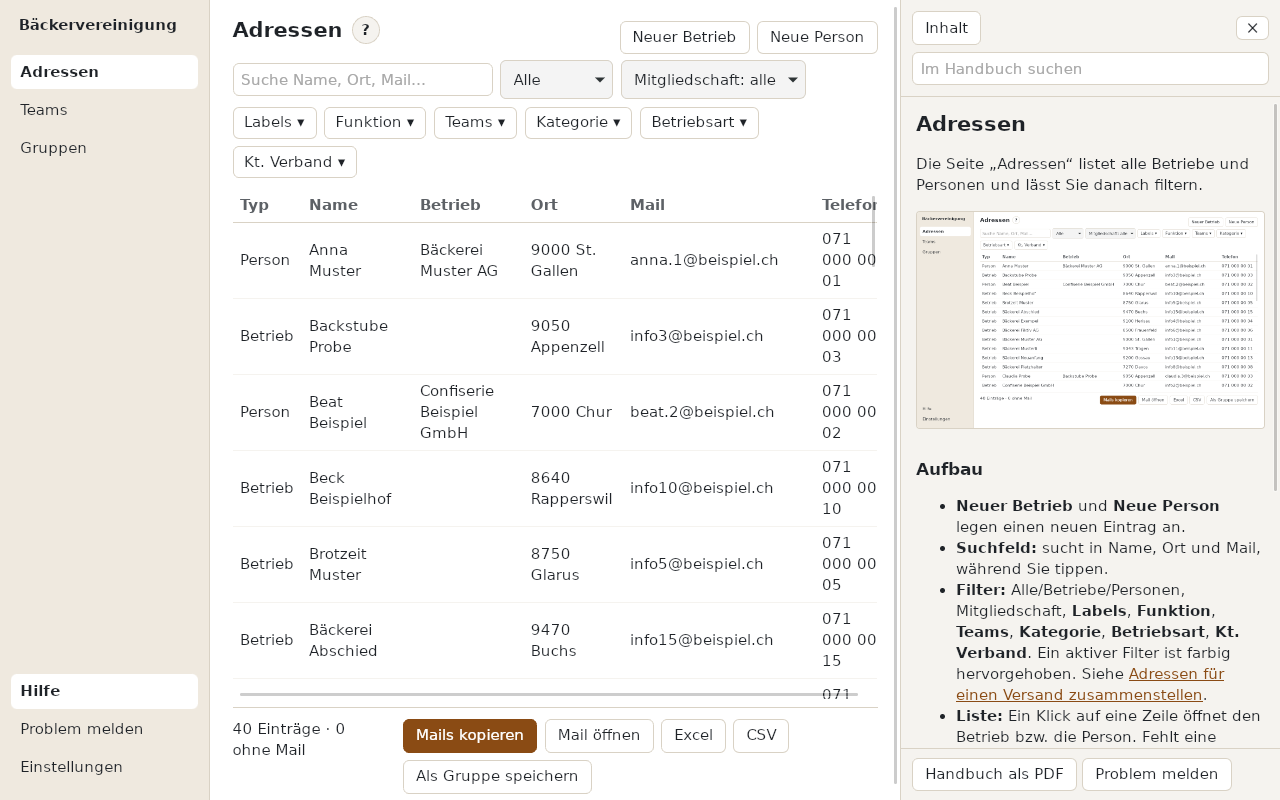 Bäckervereinigung
Adressen
Teams
Gruppen
Hilfe
Problem melden
Einstellungen
Adressen ?
Neuer Betrieb Neue Person
Suche Name, Ort, Mail... Alle Mitgliedschaft: alle
Labels ▾ Funktion ▾ Teams ▾ Kategorie ▾ Betriebsart ▾
Kt. Verband ▾
Typ Name Betrieb Ort Mail Telefon
Person Anna Muster Bäckerei Muster AG 9000 St. Gallen anna.1@beispiel.ch 071 000 00 01
Betrieb Backstube Probe 9050 Appenzell info3@beispiel.ch 071 000 00 03
Person Beat Beispiel Confiserie Beispiel GmbH 7000 Chur beat.2@beispiel.ch 071 000 00 02
Betrieb Beck Beispielhof 8640 Rapperswil info10@beispiel.ch 071 000 00 10
Betrieb Brotzeit Muster 8750 Glarus info5@beispiel.ch 071 000 00 05
Betrieb Bäckerei Abschied 9470 Buchs info15@beispiel.ch 071 000 00 15
071
40 Einträge · 0 ohne Mail
Mails kopieren Mail öffnen Excel CSV
Als Gruppe speichern
Inhalt ×
Im Handbuch suchen
Adressen
Die Seite „Adressen“ listet alle Betriebe und
Personen und lässt Sie danach filtern.
Aufbau
• Neuer Betrieb und Neue Person
legen einen neuen Eintrag an.
• Suchfeld: sucht in Name, Ort und Mail,
während Sie tippen.
• Filter: Alle/Betriebe/Personen,
Mitgliedschaft, Labels, Funktion,
Teams, Kategorie, Betriebsart, Kt.
Verband. Ein aktiver Filter ist farbig
hervorgehoben. Siehe Adressen für
einen Versand zusammenstellen.
• Liste: Ein Klick auf eine Zeile öffnet den
Betrieb bzw. die Person. Fehlt eine
Handbuch als PDF Problem melden